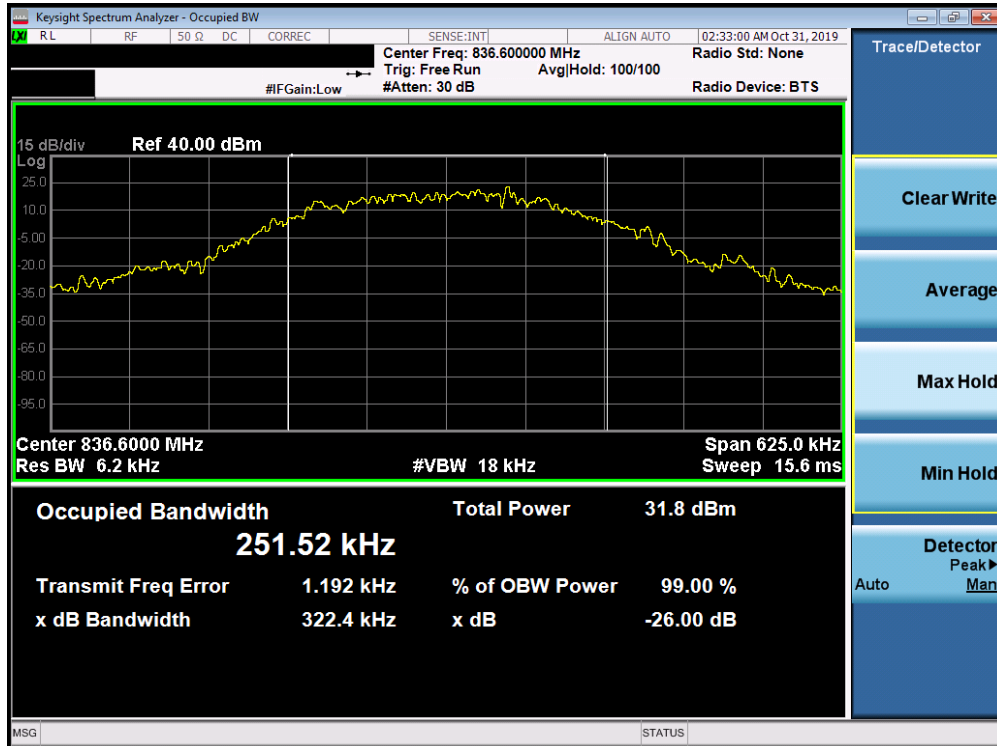 Keysight Spectrum Analyzer - Occupied BW
LXI RL RF 50 Ω DC CORREC SENSE:INT ALIGN AUTO 02:33:00 AM Oct 31, 2019
Center Freq: 836.600000 MHz Radio Std: None
Trig: Free Run Avg|Hold: 100/100
#IFGain:Low #Atten: 30 dB Radio Device: BTS
Trace/Detector
15 dB/div Ref 40.00 dBm
Log
25.0
10.0
-5.00
-20.0
-35.0
-50.0
-65.0
-80.0
-95.0
Center 836.6000 MHz Span 625.0 kHz
Res BW 6.2 kHz #VBW 18 kHz Sweep 15.6 ms
Occupied Bandwidth Total Power 31.8 dBm
251.52 kHz
Transmit Freq Error 1.192 kHz % of OBW Power 99.00 %
x dB Bandwidth 322.4 kHz x dB -26.00 dB
Clear Write
Average
Max Hold
Min Hold
Detector
Peak▶
Auto Man
MSG STATUS